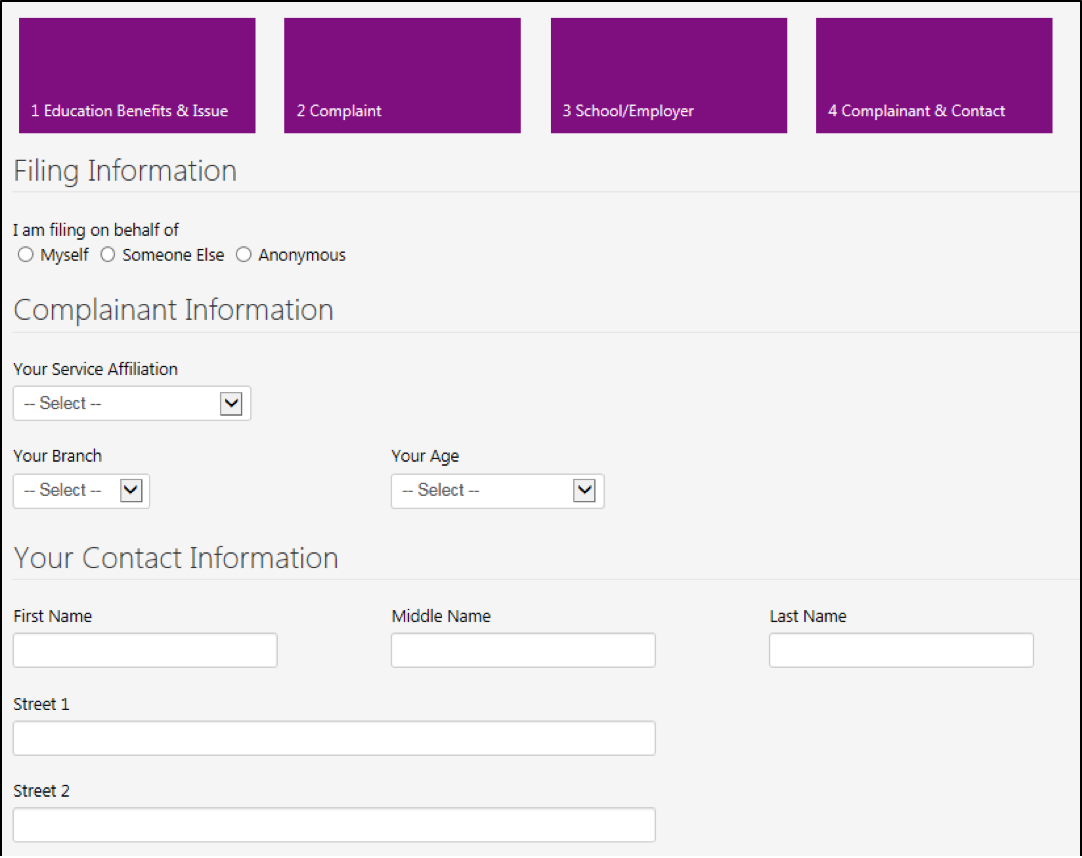 1 Education Benefits & Issue
2 Complaint
3 School/Employer
4 Complainant & Contact
Filing Information
I am filing on behalf of
Myself Someone Else Anonymous
Complainant Information
Your Service Affiliation
-- Select --
Your Branch Your Age
-- Select -- -- Select --
Your Contact Information
First Name Middle Name Last Name
Street 1
Street 2